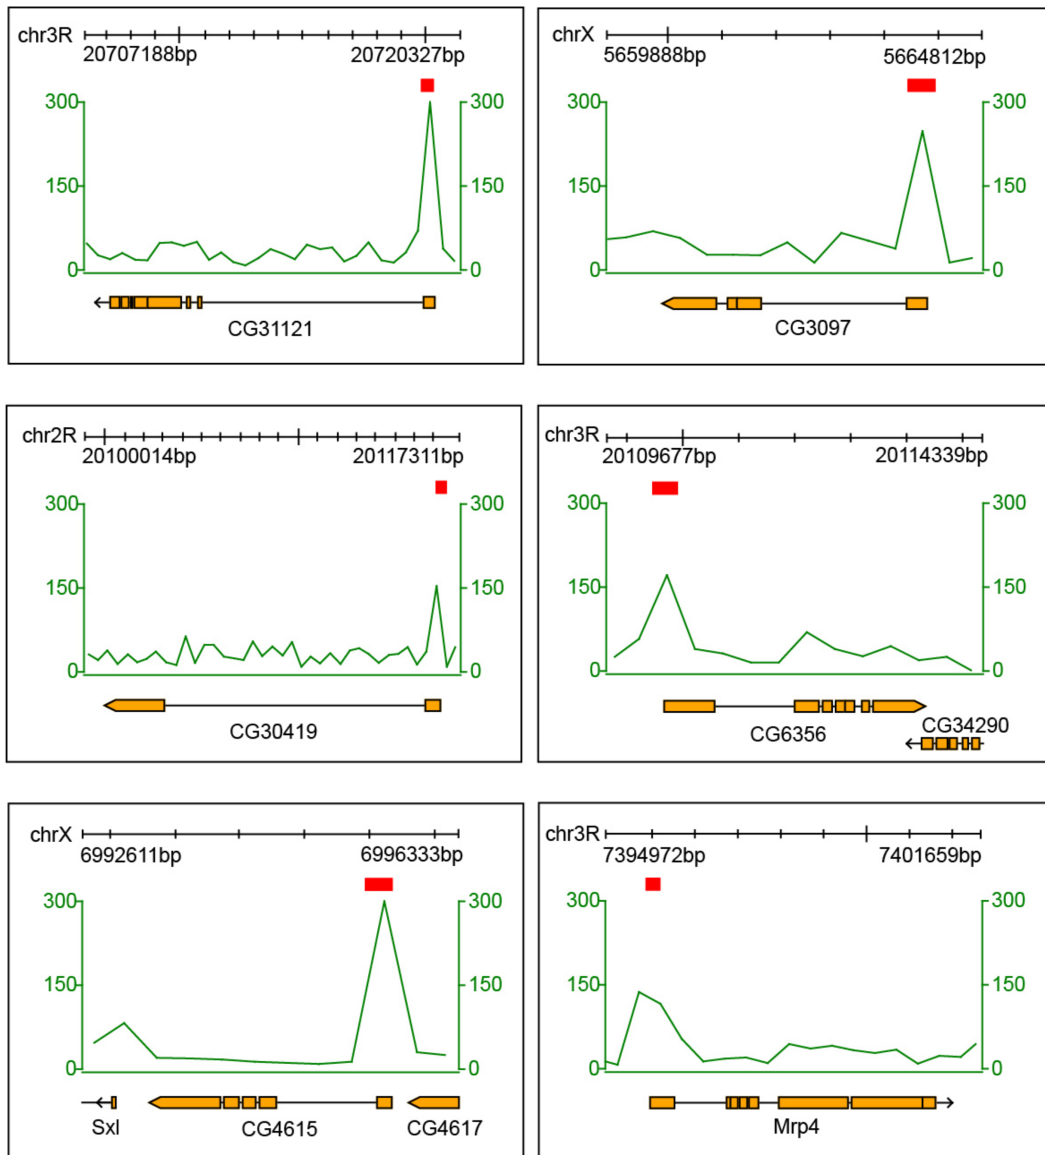 chr3R
20707188bp 20720327bp
300 300
150 150
0 0
CG31121
chrX
5659888bp 5664812bp
300 300
150 150
0 0
CG3097
chr2R
20100014bp 20117311bp
300 300
150 150
0 0
CG30419
chr3R
20109677bp 20114339bp
300 300
150 150
0 0
CG6356 CG34290
chrX
6992611bp 6996333bp
300 300
150 150
0 0
Sxl CG4615 CG4617
chr3R
7394972bp 7401659bp
300 300
150 150
0 0
Mrp4